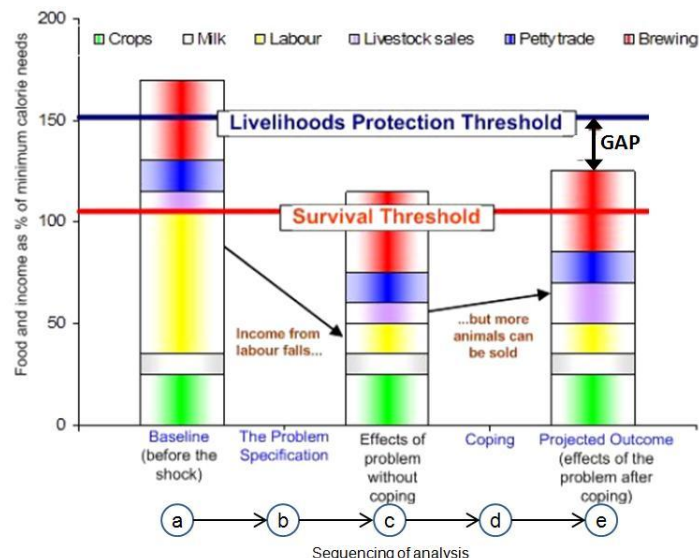 200
Crops Milk Labour Livestock sales Petty trade Brewing
150
Livelihoods Protection Threshold
GAP
100
Survival Threshold
50
Income from
labour falls...
...but more
animals can
be sold
0
Food and income as % of minimum calorie needs
Baseline
(before the
shock)
The Problem
Specification
Effects of
problem
without
coping
Coping
Projected Outcome
(effects of the
problem after
coping)
a b c d e
Sequencing of analysis